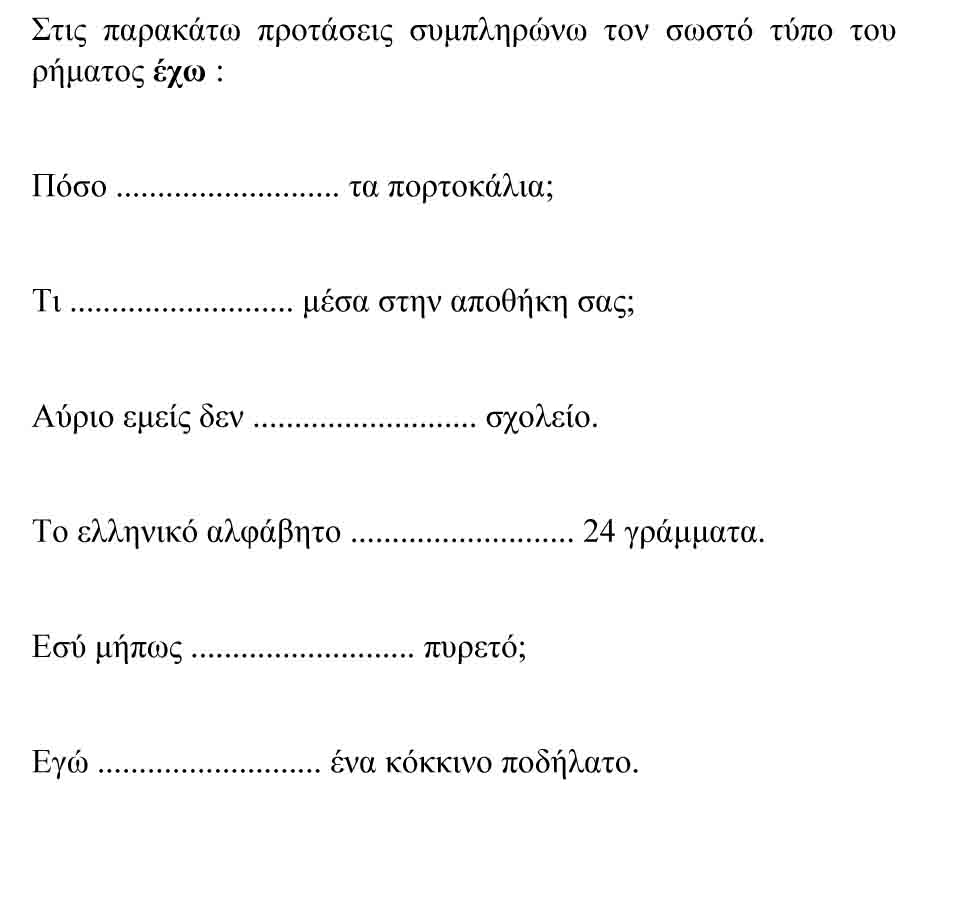 Στις παρακάτω προτάσεις συμπληρώνω τον σωστό τύπο του
ρήματος έχω :
Πόσο ........................... τα πορτοκάλια;
Τι ........................... μέσα στην αποθήκη σας;
Αύριο εμείς δεν ........................... σχολείο.
Το ελληνικό αλφάβητο ........................... 24 γράμματα.
Εσύ μήπως ........................... πυρετό;
Εγώ ........................... ένα κόκκινο ποδήλατο.